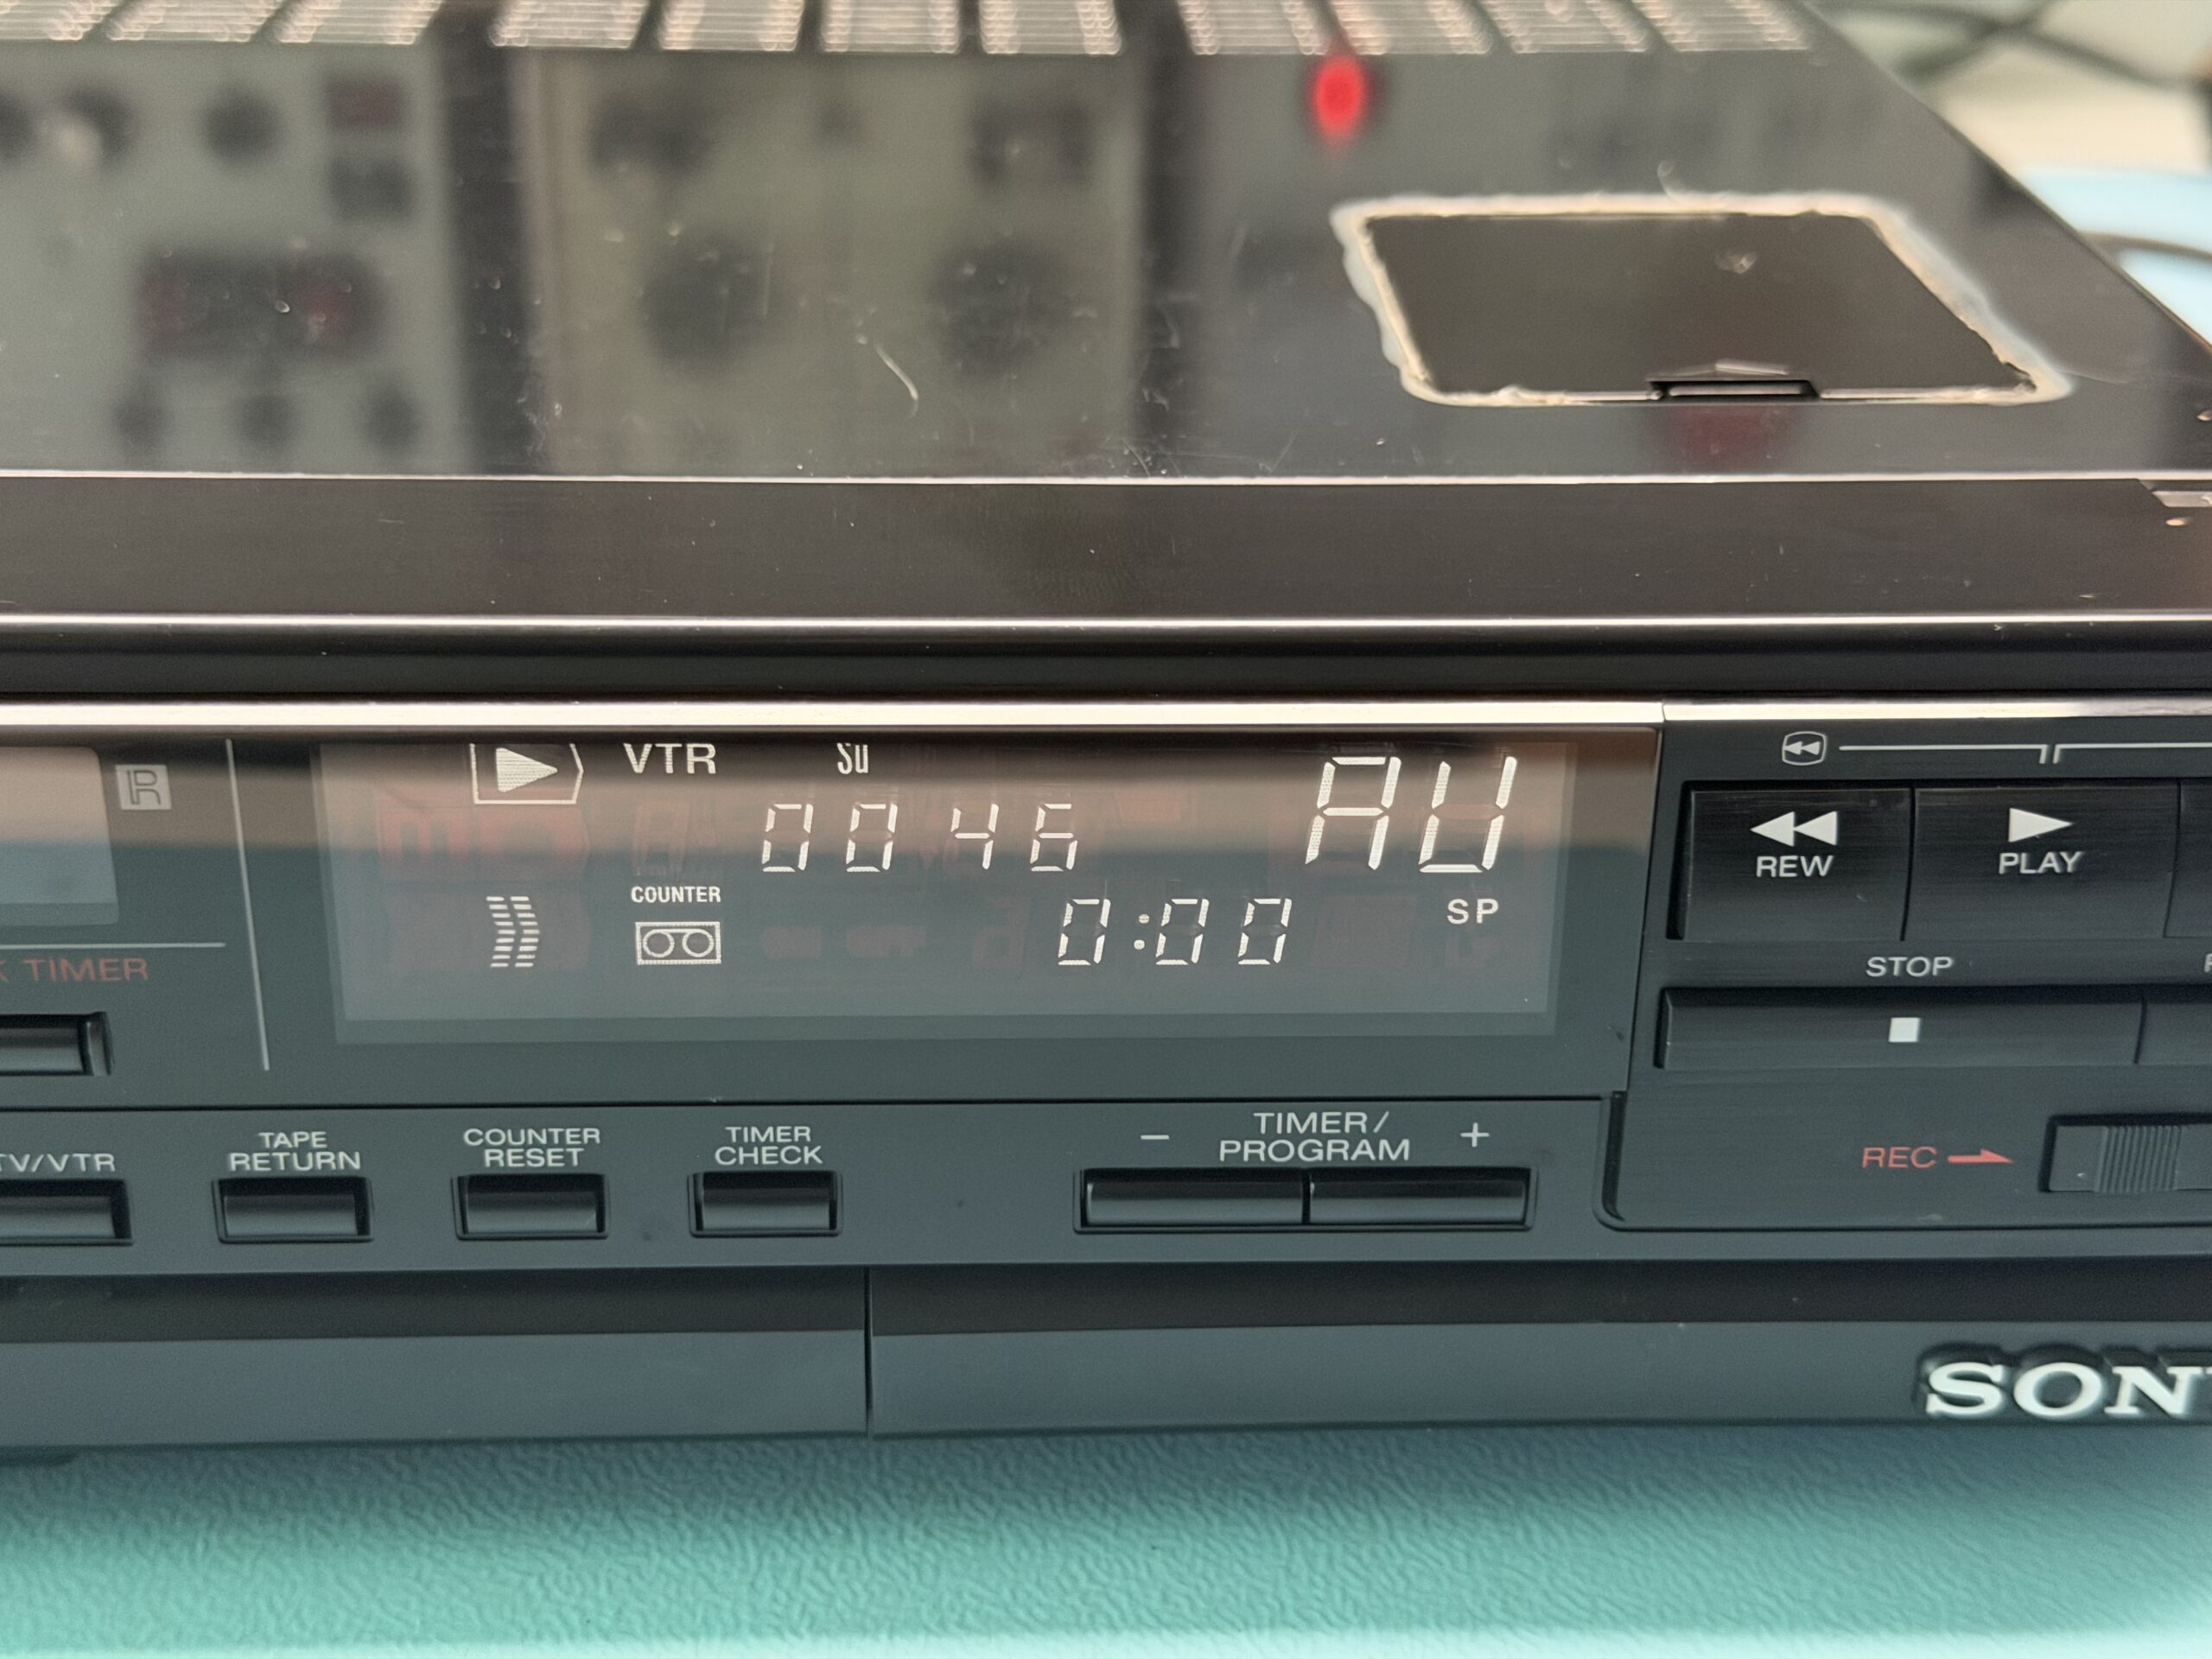 VTR Su
0046 AU
COUNTER
0:00 SP
REW PLAY
STOP
K TIMER
TV/VTR
TAPE
RETURN
COUNTER
RESET
TIMER
CHECK
− TIMER/ +
PROGRAM
REC
SON